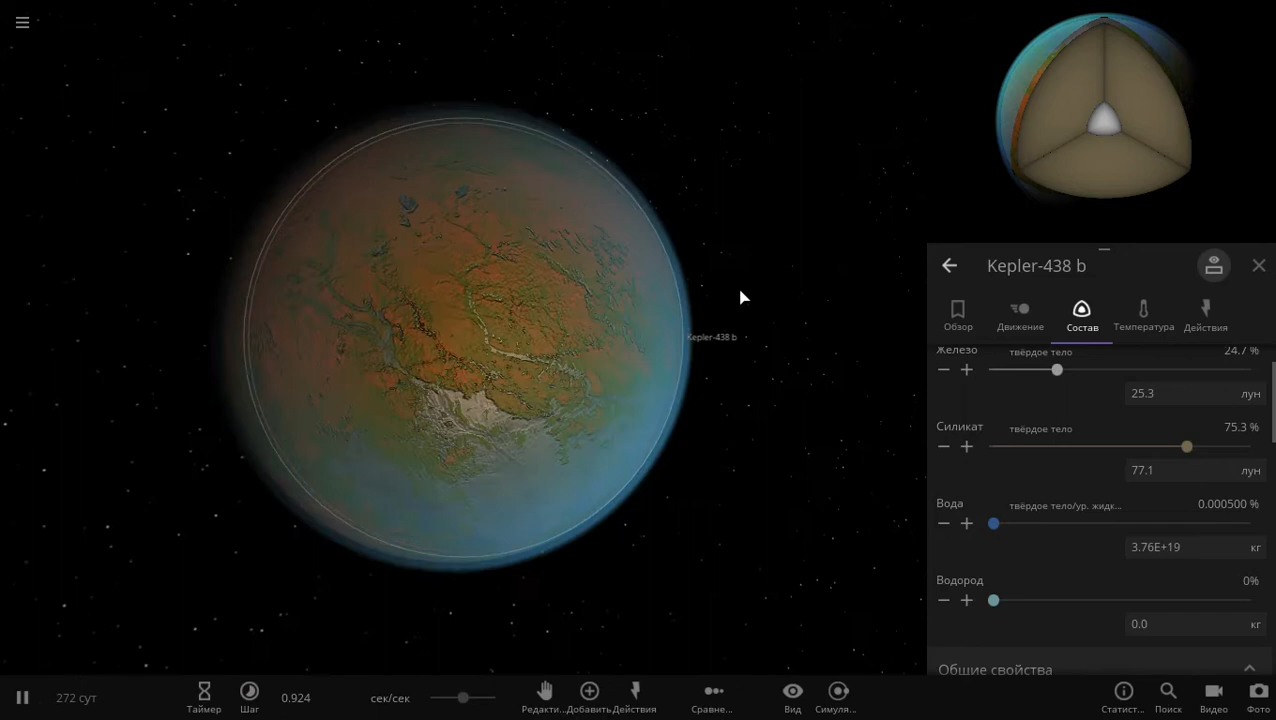 Kepler-438 b
Обзор
Движение
Состав
Температура
Действия
Железо твёрдое тело 24.7 %
25.3 лун
Силикат твёрдое тело 75.3 %
77.1 лун
Вода твёрдое тело/ур. жидк... 0.000500 %
3.76E+19 кг
Водород 0%
0.0 кг
Общие свойства
Kepler-438 b
272 сут
Таймер
Шаг
0.924 сек/сек
Редакти...
Добавить
Действия
Сравне...
Вид
Симуля...
Статист...
Поиск
Видео
Фото